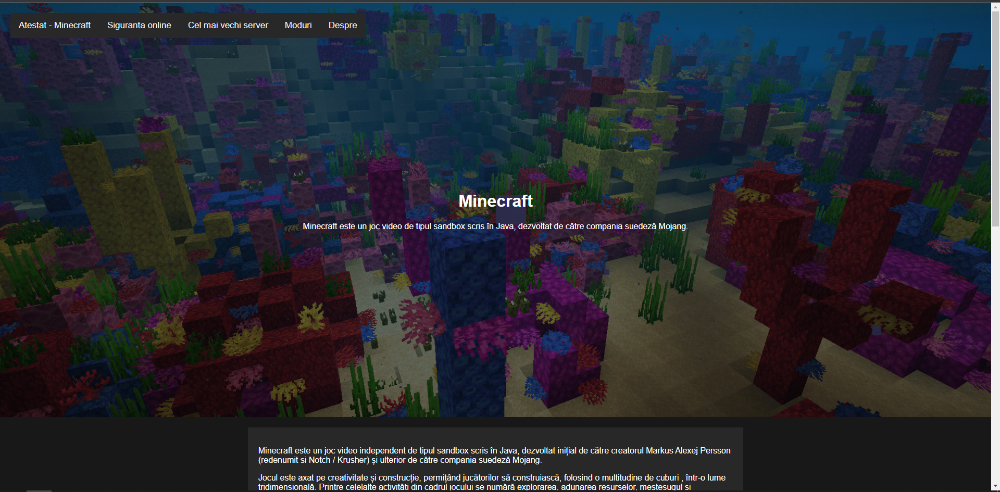 Atestat - Minecraft Siguranta online Cel mai vechi server Moduri Despre
Minecraft
Minecraft este un joc video de tipul sandbox scris în Java, dezvoltat de către compania suedeză Mojang.
Minecraft este un joc video independent de tipul sandbox scris în Java, dezvoltat inițial de către creatorul Markus Alexej Persson
(redenumit si Notch / Krusher) și ulterior de către compania suedeză Mojang.
Jocul este axat pe creativitate și construcție, permițând jucătorilor să construiască, folosind o multitudine de cuburi , într-o lume
tridimensională. Printre celelalte activități din cadrul jocului se numără explorarea, adunarea resurselor, meșteșugul și